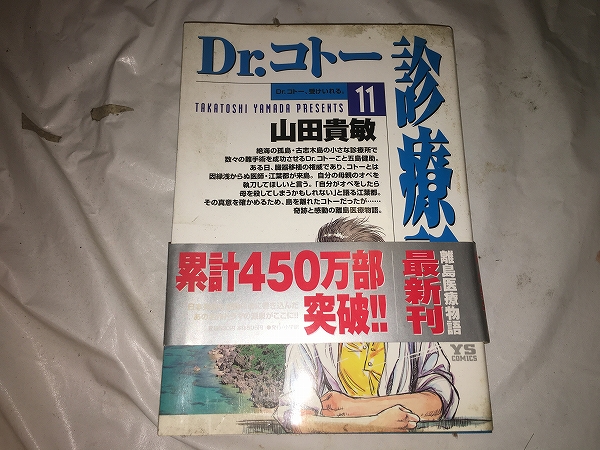 Dr.コトー
診療
Dr.コトー、受けいれる。
TAKATOSHI YAMADA PRESENTS
11
山田貴敏
絶海の孤島・古志木島の小さな診療所で
数々の難手術を成功させるDr.コトーこと五島健助。
ある日、臓器移植の権威であり、コトーとは
因縁浅からぬ医師・江葉都が来島。自分の母親のオペを
執刀してほしいと言う。「自分がオペをしたら
母を殺してしまうかもしれない」と語る江葉都。
その真意を確かめるため、島を離れたコトーだったが……
奇跡と感動の離島医療物語。
累計450万部
突破!!
離島医療物語
最新刊
YS
COMICS